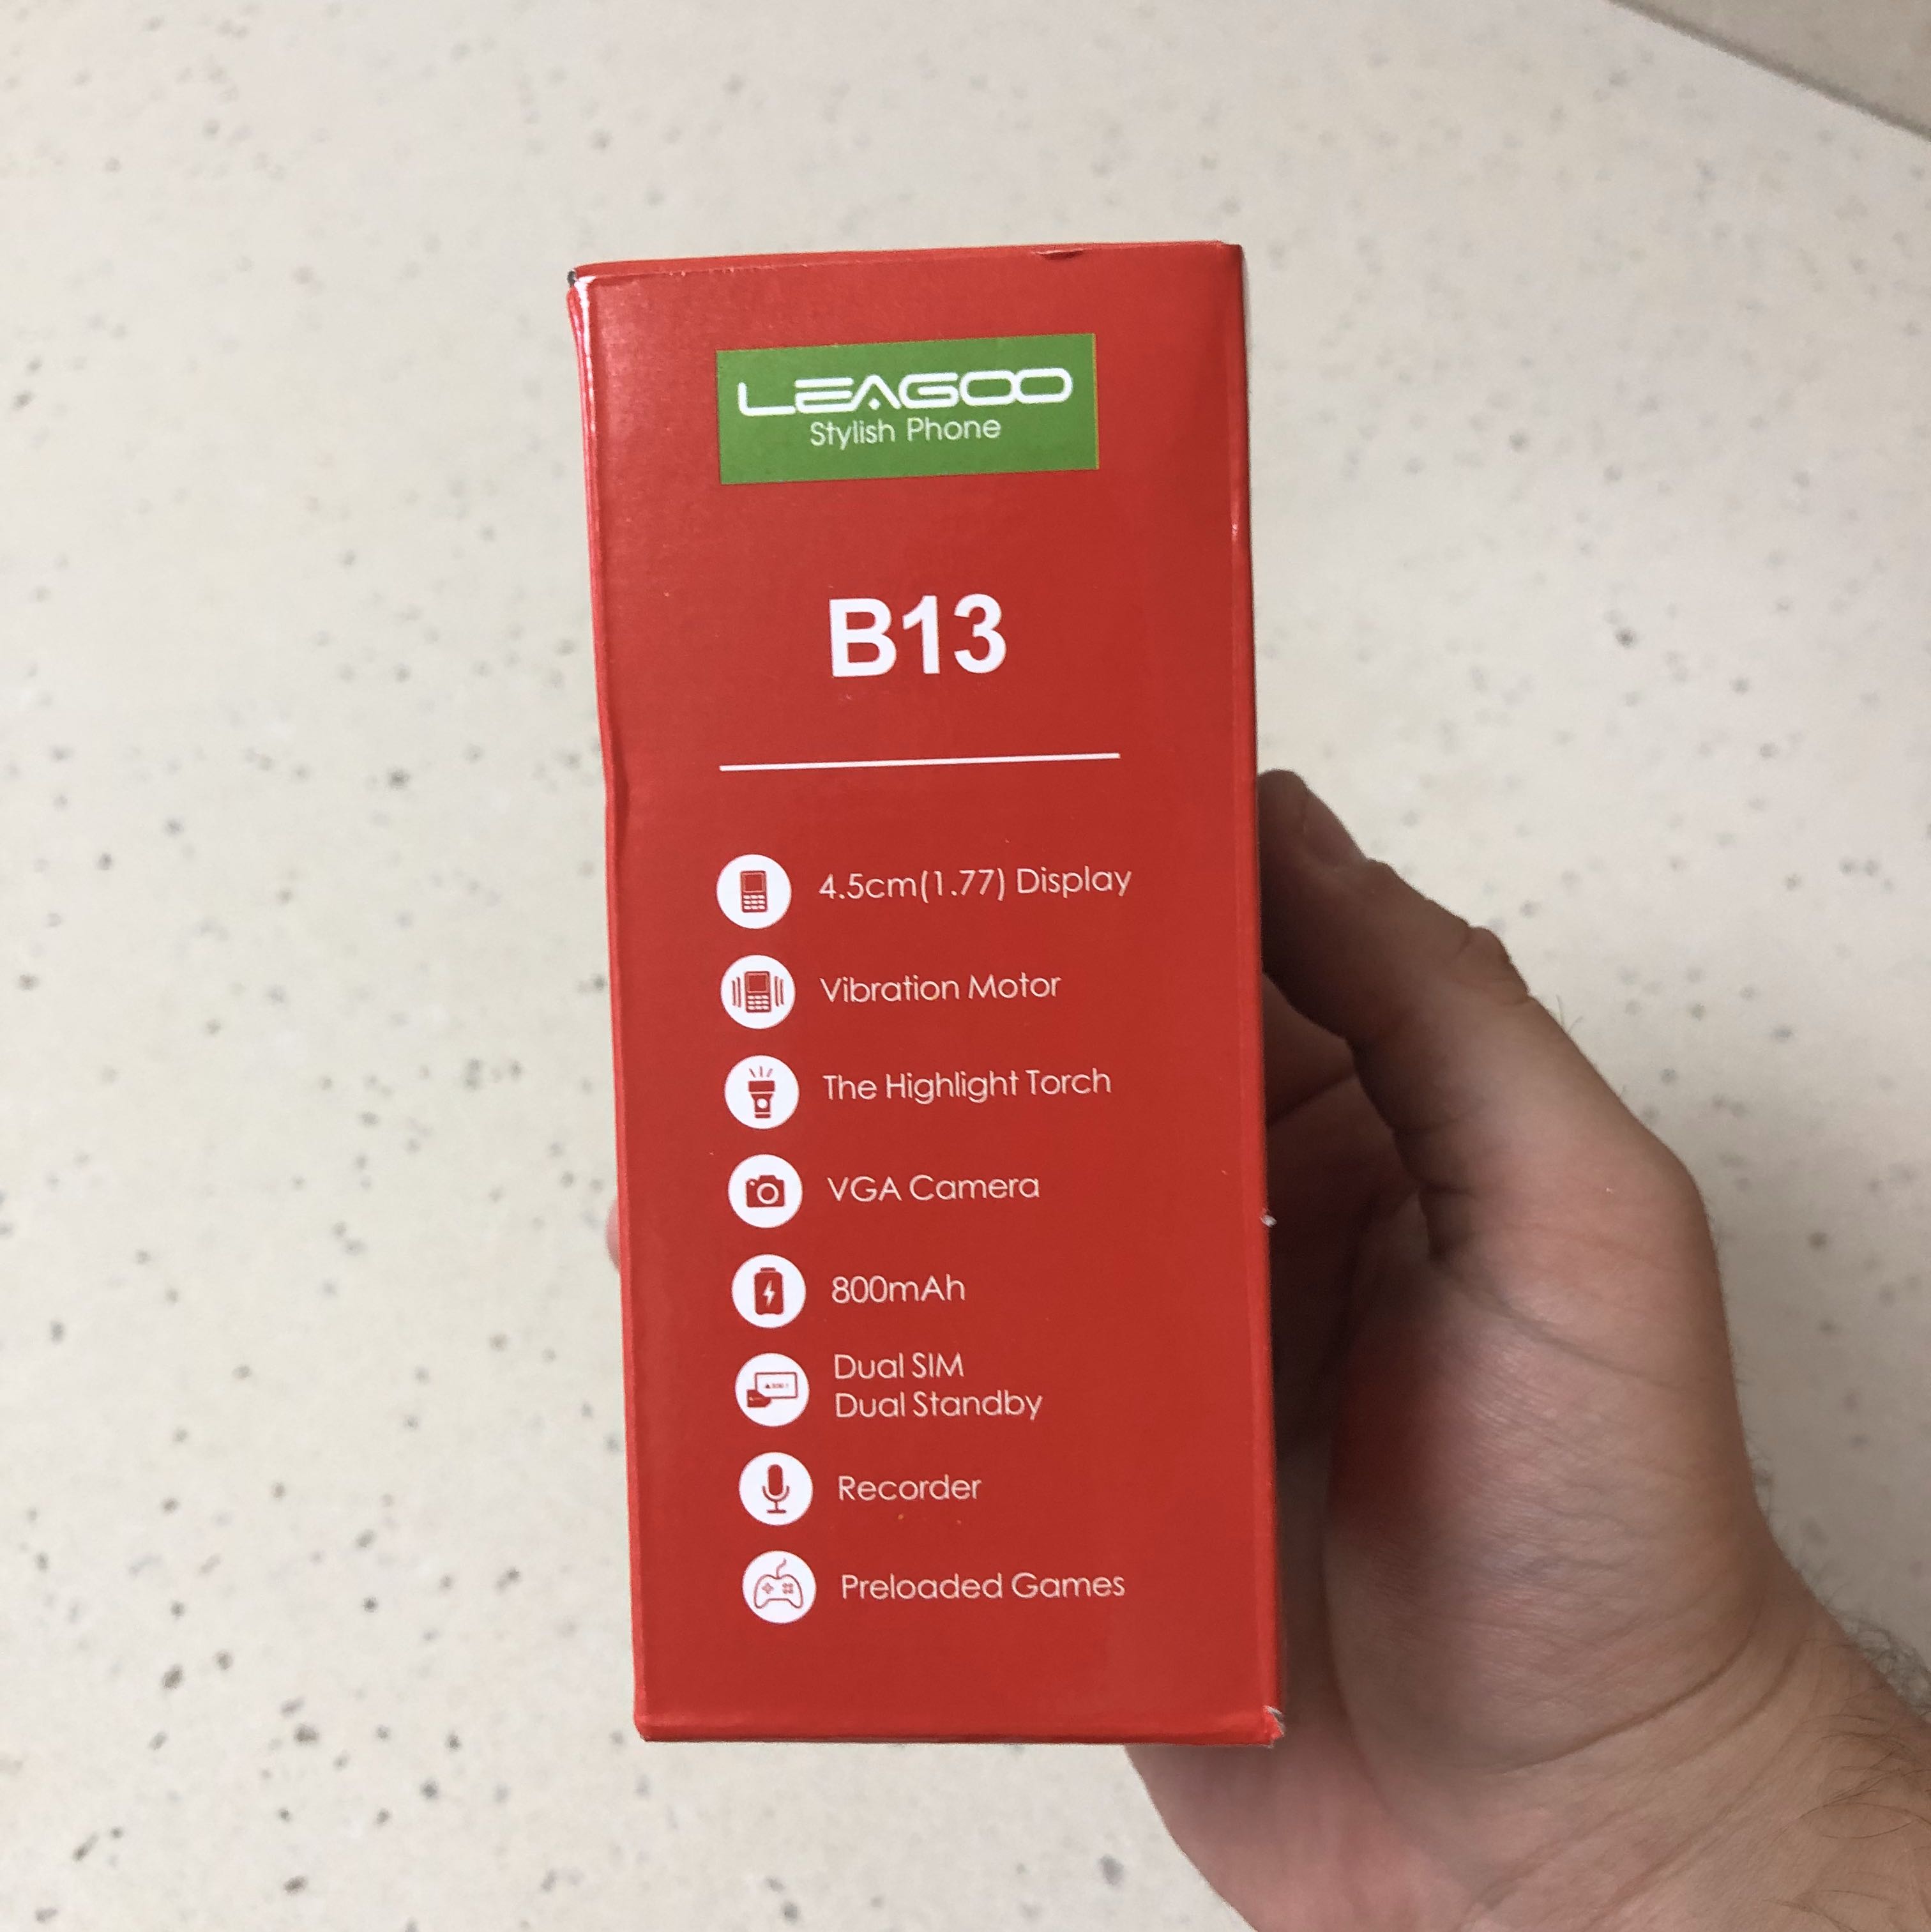 LEAGOO
Stylish Phone
B13
4.5cm(1.77) Display
Vibration Motor
The Highlight Torch
VGA Camera
800mAh
Dual SIM
Dual Standby
Recorder
Preloaded Games